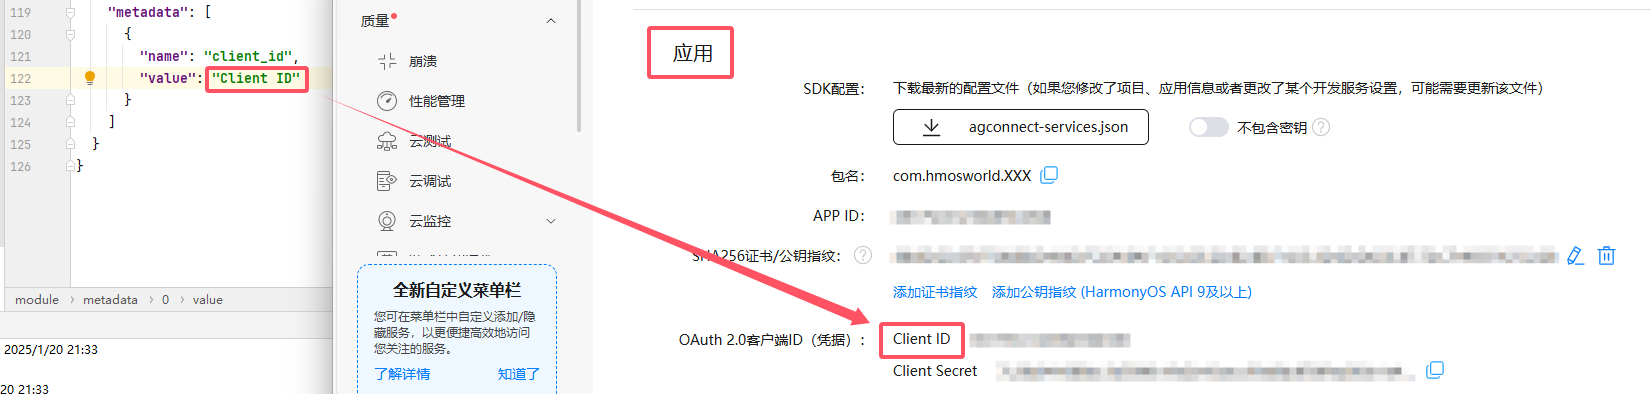 119 "metadata": [
120 {
121 "name": "client_id",
122 "value": "Client ID"
123 }
124 ]
125 }
126 }
module > metadata > 0 > value
2025/1/20 21:33
20 21:33
质量
崩溃
性能管理
云测试
云调试
云监控
全新自定义菜单栏
您可在菜单栏中自定义添加/隐
藏服务，以更便捷高效地访问
您关注的服务。
了解详情 知道了
应用
SDK配置： 下载最新的配置文件（如果您修改了项目、应用信息或者更改了某个开发服务设置，可能需要更新该文件）
agconnect-services.json 不包含密钥 ?
包名： com.hmosworld.XXX
APP ID：
SHA256证书/公钥指纹： ?
添加证书指纹 添加公钥指纹 (HarmonyOS API 9及以上)
OAuth 2.0客户端ID（凭据）： Client ID
Client Secret